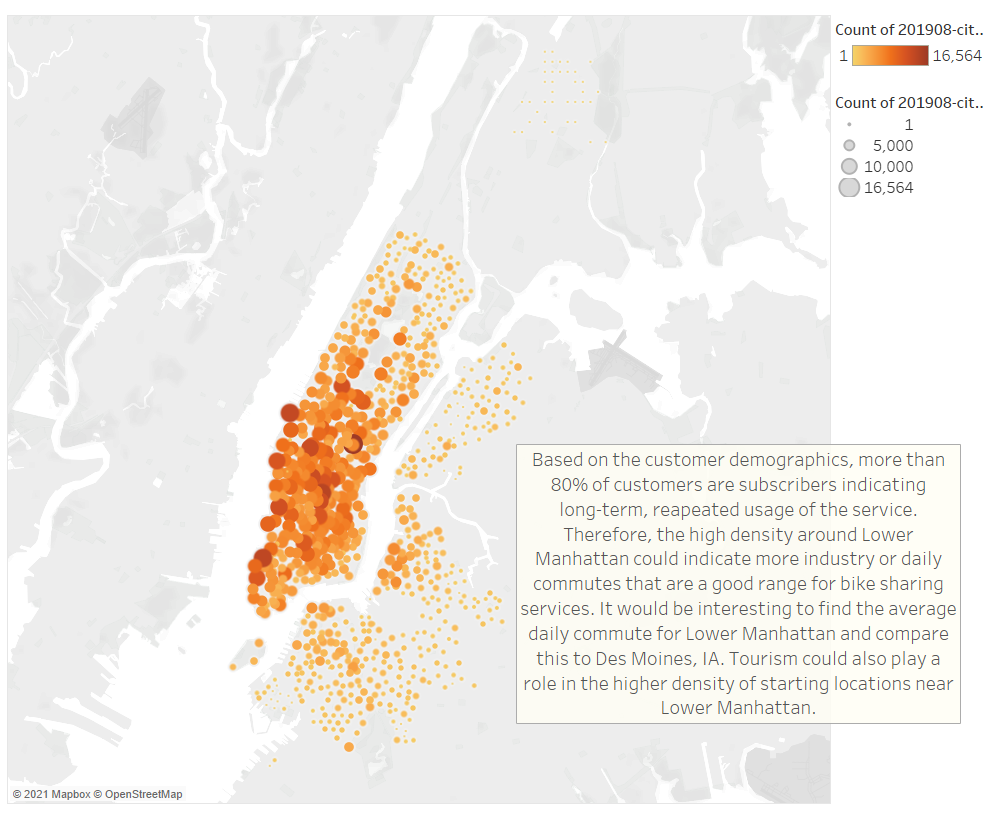 Count of 201908-cit..
1 16,564
Count of 201908-cit..
1
5,000
10,000
16,564
Based on the customer demographics, more than
80% of customers are subscribers indicating
long-term, reapeated usage of the service.
Therefore, the high density around Lower
Manhattan could indicate more industry or daily
commutes that are a good range for bike sharing
services. It would be interesting to find the average
daily commute for Lower Manhattan and compare
this to Des Moines, IA. Tourism could also play a
role in the higher density of starting locations near
Lower Manhattan.
© 2021 Mapbox © OpenStreetMap